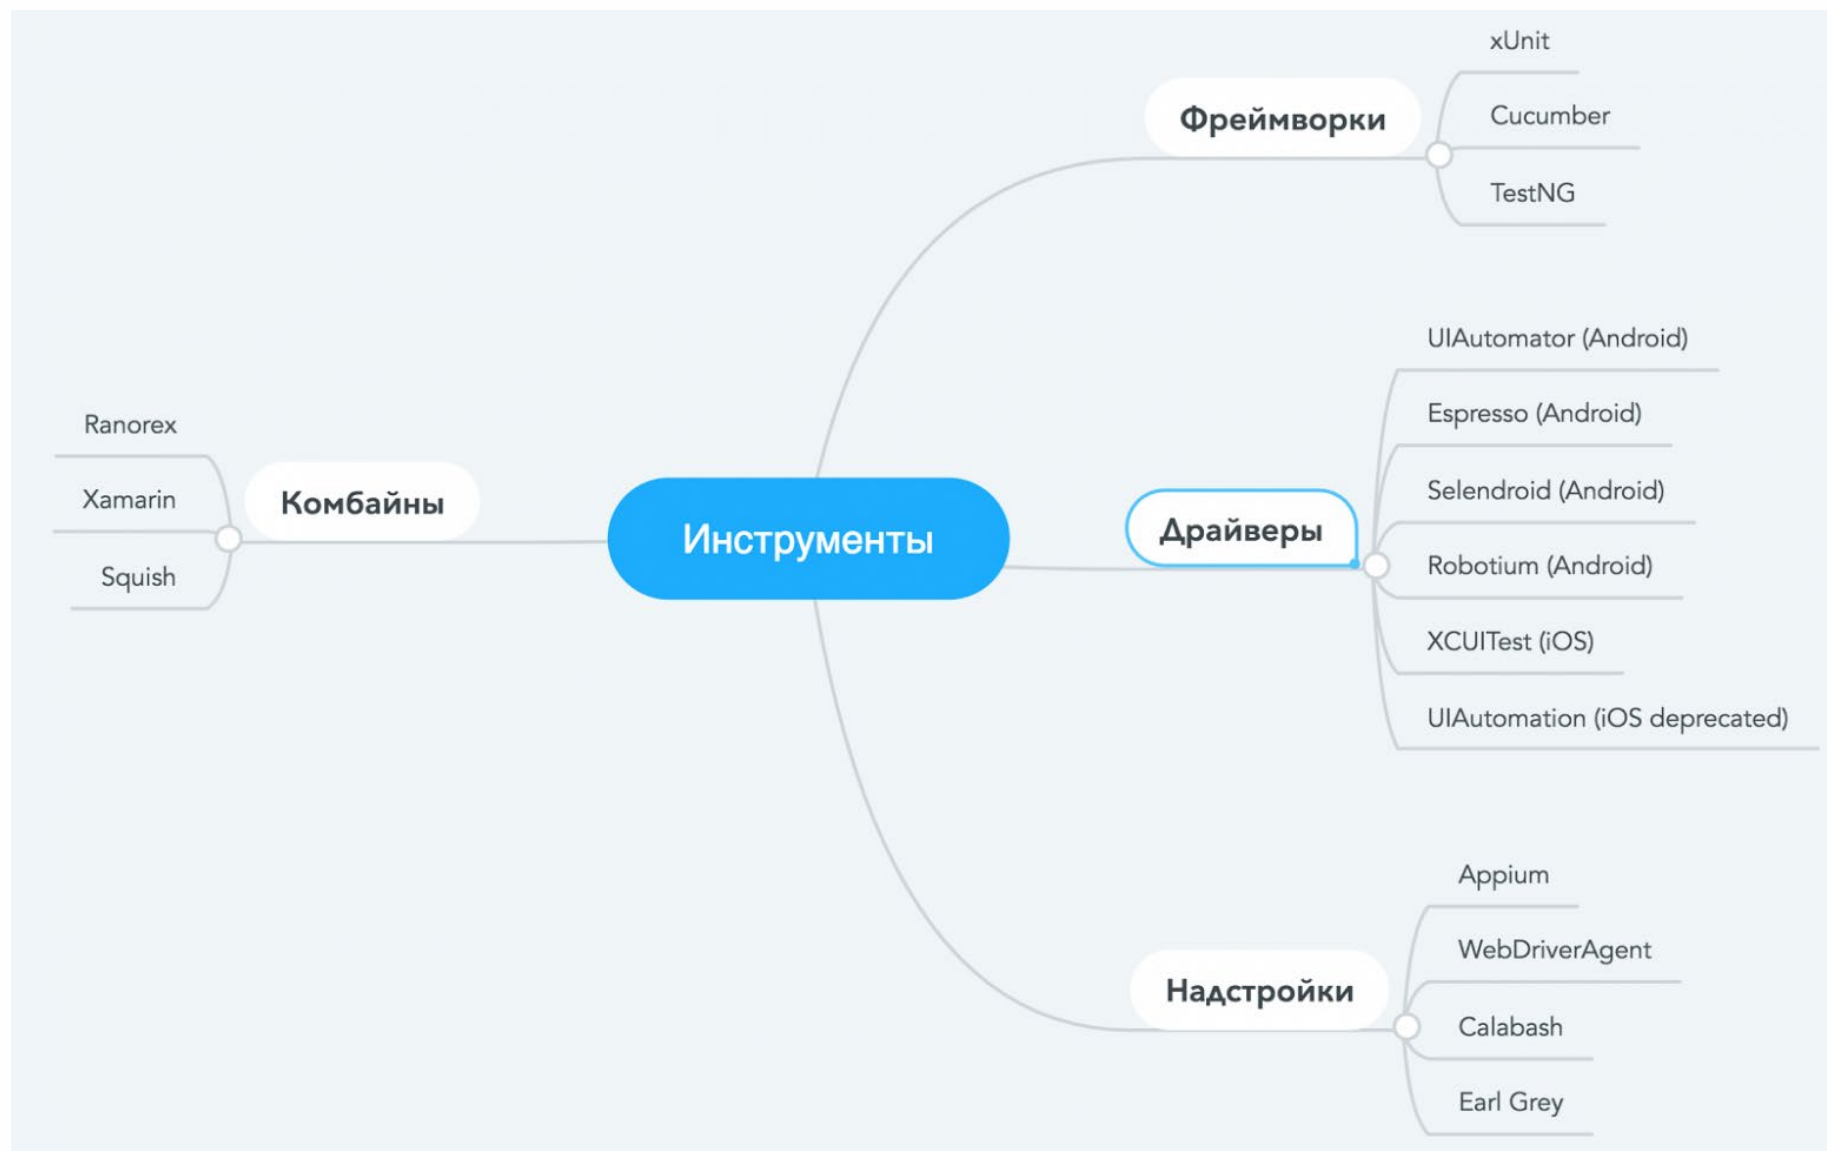 Инструменты
Фреймворки
xUnit
Cucumber
TestNG
Драйверы
UIAutomator (Android)
Espresso (Android)
Selendroid (Android)
Robotium (Android)
XCUITest (iOS)
UIAutomation (iOS deprecated)
Надстройки
Appium
WebDriverAgent
Calabash
Earl Grey
Комбайны
Ranorex
Xamarin
Squish